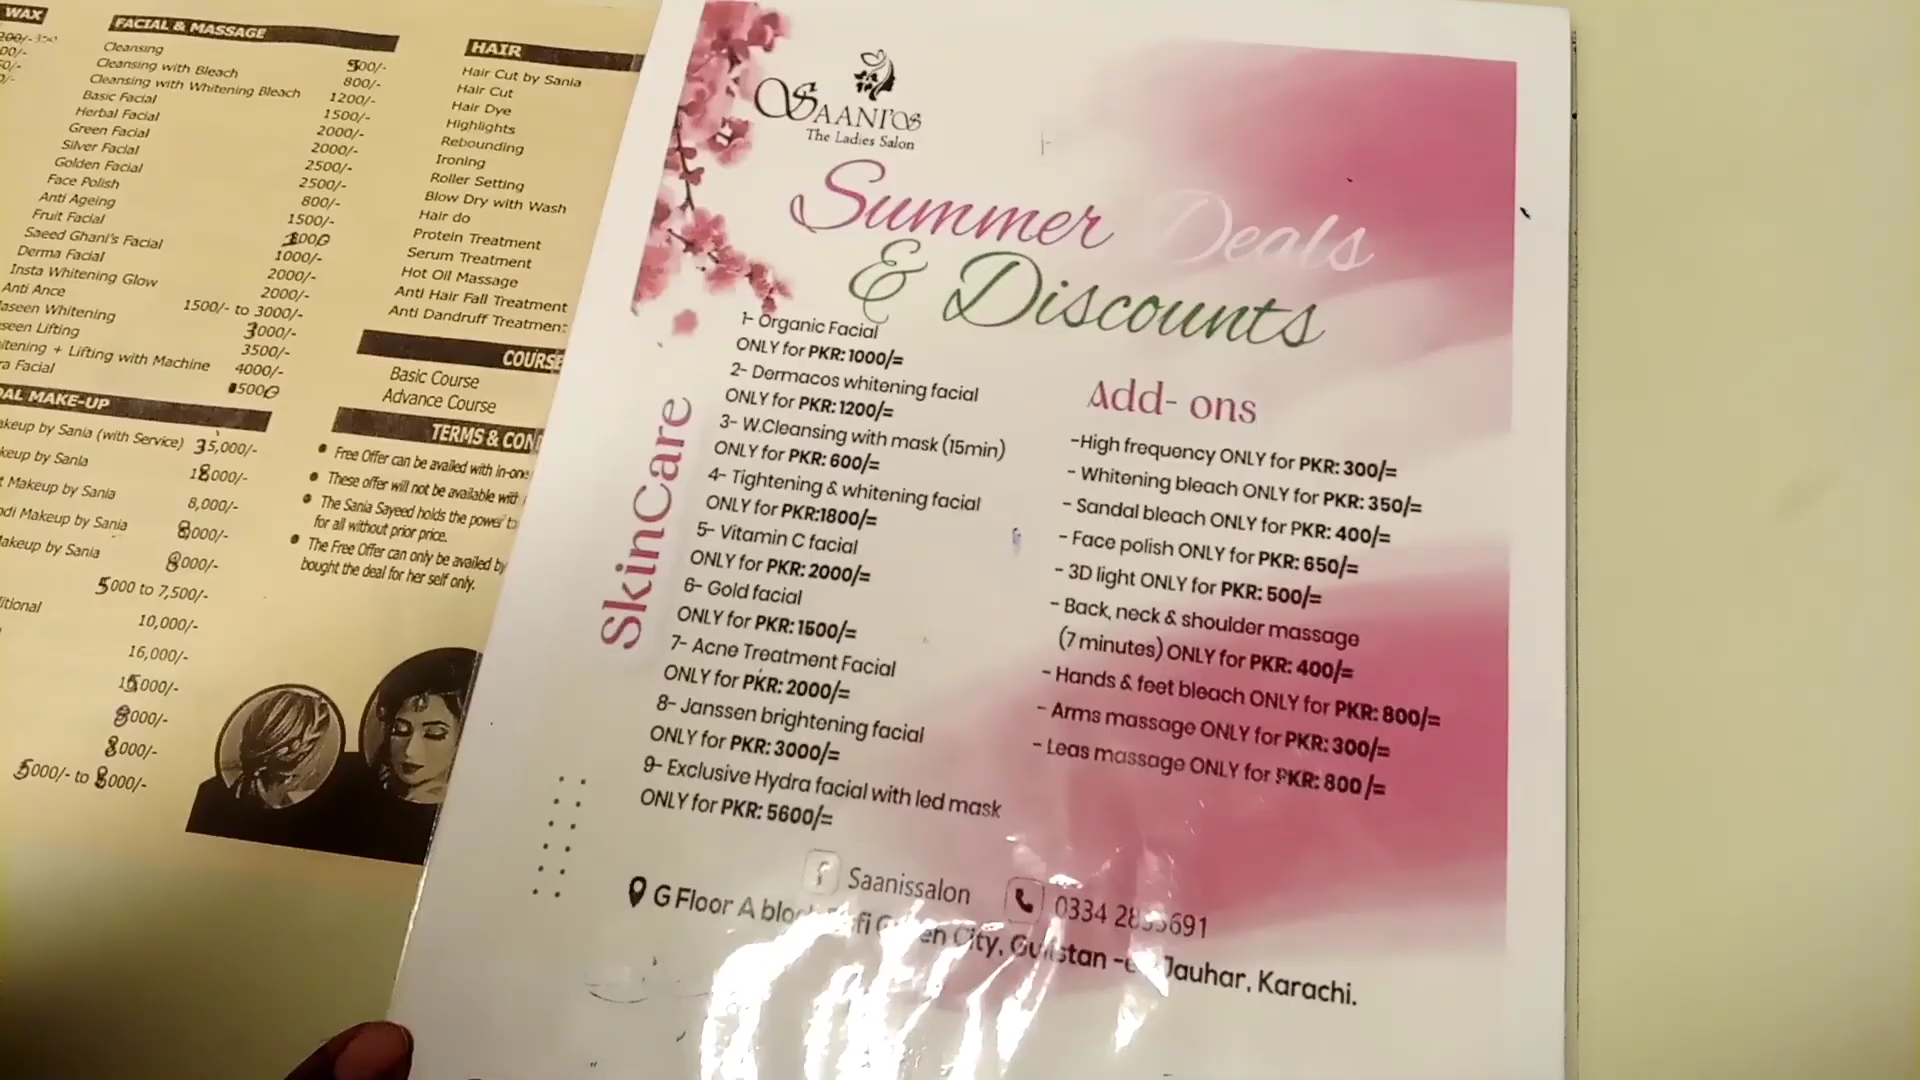 WAX
FACIAL & MASSAGE
Cleansing 500/-
Cleansing with Bleach 800/-
Cleansing with Whitening Bleach 1200/-
Basic Facial 1500/-
Herbal Facial 2000/-
Green Facial 2000/-
Silver Facial 2500/-
Golden Facial 2500/-
Face Polish 800/-
Anti Ageing 1500/-
Fruit Facial
Saeed Ghani's Facial 1000/-
Derma Facial 2000/-
Insta Whitening Glow 2000/-
Anti Ance 1500/- to 3000/-
Whitening 3000/-
Lifting 3500/-
+ Lifting with Machine 4000/-
Facial
MAKE-UP
by Sania (with Service) 35,000/-
by Sania 18,000/-
Makeup by Sania 8,000/-
Makeup by Sania 8000/-
by Sania 8000/-
5000 to 7,500/-
10,000/-
16,000/-
15,000/-
8000/-
8000/-
5000/- to 8000/-
HAIR
Hair Cut by Sania
Hair Cut
Hair Dye
Highlights
Rebounding
Ironing
Roller Setting
Blow Dry with Wash
Hair do
Protein Treatment
Serum Treatment
Hot Oil Massage
Anti Hair Fall Treatment
Anti Dandruff
COURSE
Basic Course
Advance Course
TERMS &
Free Offer can be availed with in-one
These offer will not be available with
The Sania Sayeed holds the power to
for all without prior price.
The Free Offer can only be availed by
bought the deal for her self only.
SAANI'S
The Ladies Salon
Summer Deals
& Discounts
SkinCare
1- Organic Facial
ONLY for PKR: 1000/=
2- Dermacos whitening facial
ONLY for PKR: 1200/=
3- W.Cleansing with mask (15min)
ONLY for PKR: 600/=
4- Tightening & whitening facial
ONLY for PKR:1800/=
5- Vitamin C facial
ONLY for PKR: 2000/=
6- Gold facial
ONLY for PKR: 1500/=
7- Acne Treatment Facial
ONLY for PKR: 2000/=
8- Janssen brightening facial
ONLY for PKR: 3000/=
9- Exclusive Hydra facial with led mask
ONLY for PKR: 5600/=
Add- ons
-High frequency ONLY for PKR: 300/=
- Whitening bleach ONLY for PKR: 350/=
- Sandal bleach ONLY for PKR: 400/=
- Face polish ONLY for PKR: 650/=
- 3D light ONLY for PKR: 500/=
- Back, neck & shoulder massage
(7 minutes) ONLY for PKR: 400/=
- Hands & feet bleach ONLY for PKR: 800/=
- Arms massage ONLY for PKR: 300/=
- Leas massage ONLY for PKR: 800 /=
Saanissalon
0334
G Floor A City, Jauhar, Karachi.